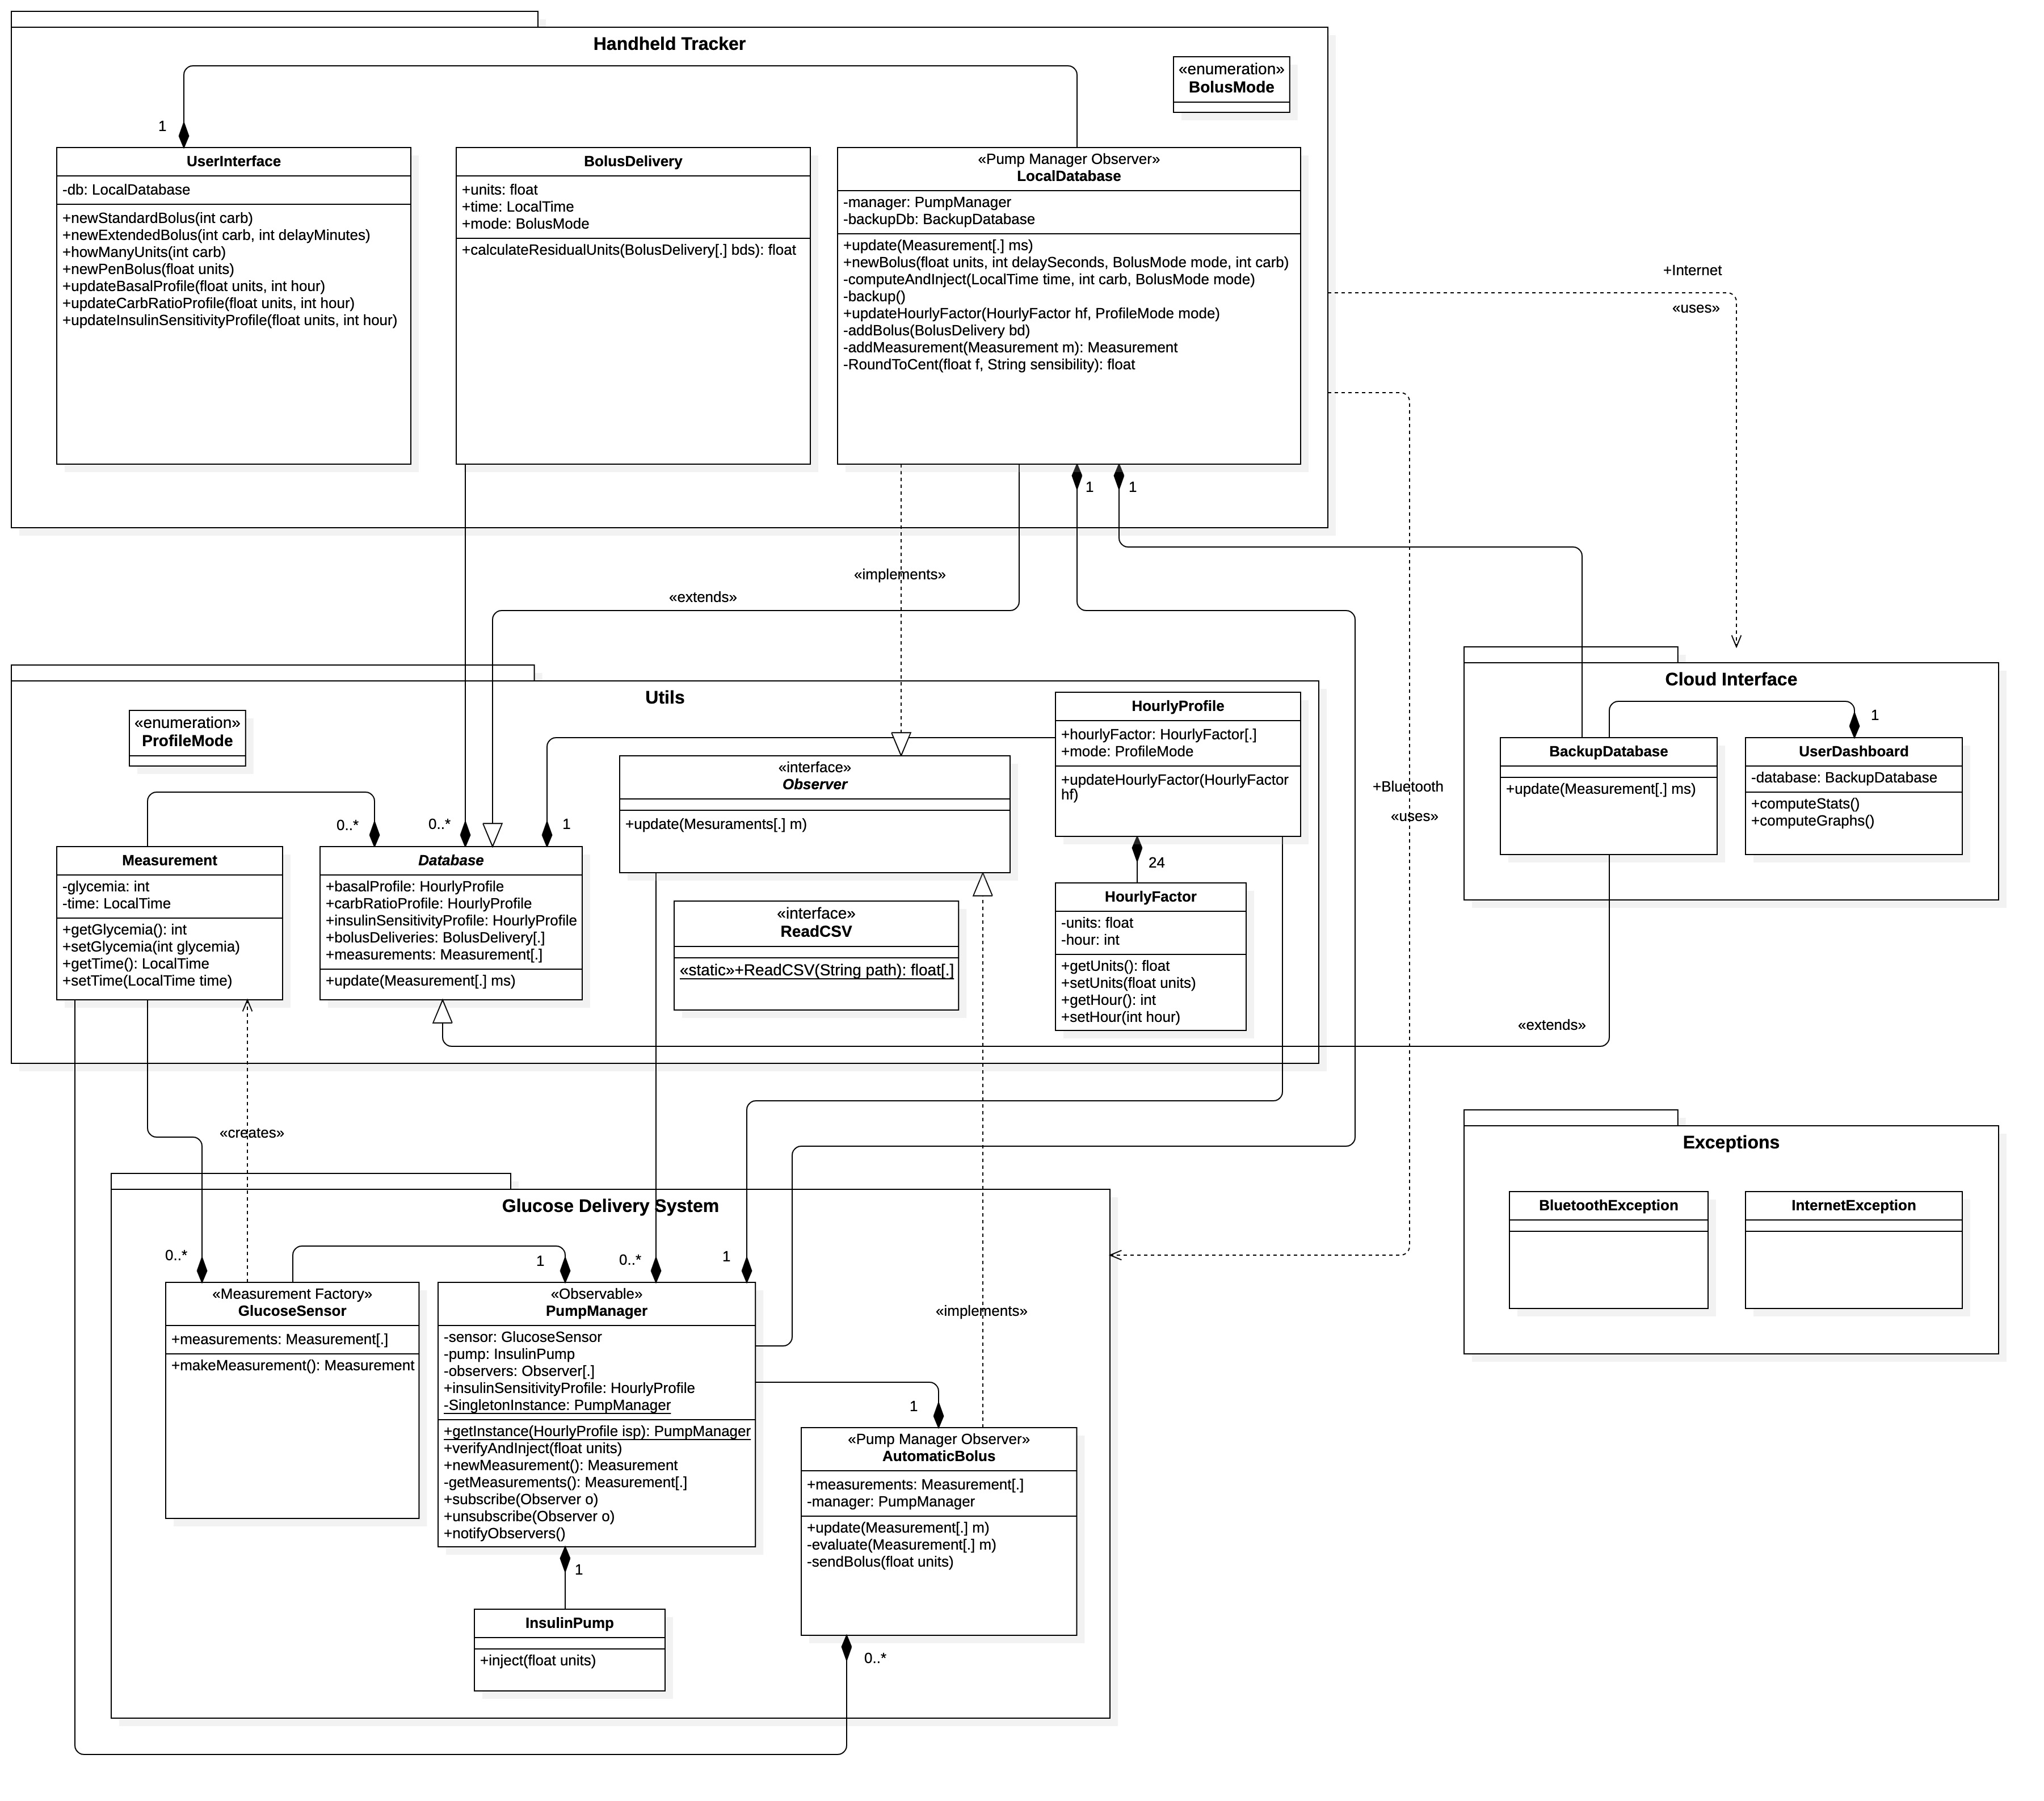 Handheld Tracker
«enumeration»
BolusMode
1
UserInterface
-db: LocalDatabase
+newStandardBolus(int carb)
+newExtendedBolus(int carb, int delayMinutes)
+howManyUnits(int carb)
+newPenBolus(float units)
+updateBasalProfile(float units, int hour)
+updateCarbRatioProfile(float units, int hour)
+updateInsulinSensitivityProfile(float units, int hour)
BolusDelivery
+units: float
+time: LocalTime
+mode: BolusMode
+calculateResidualUnits(BolusDelivery[.] bds): float
«Pump Manager Observer»
LocalDatabase
-manager: PumpManager
-backupDb: BackupDatabase
+update(Measurement[.] ms)
+newBolus(float units, int delaySeconds, BolusMode mode, int carb)
-computeAndInject(LocalTime time, int carb, BolusMode mode)
-backup()
+updateHourlyFactor(HourlyFactor hf, ProfileMode mode)
-addBolus(BolusDelivery bd)
-addMeasurement(Measurement m): Measurement
-RoundToCent(float f, String sensibility): float
1
1
+Internet
«uses»
«implements»
«extends»
+Bluetooth
«uses»
Utils
«enumeration»
ProfileMode
0..*
0..*
1
Measurement
-glycemia: int
-time: LocalTime
+getGlycemia(): int
+setGlycemia(int glycemia)
+getTime(): LocalTime
+setTime(LocalTime time)
Database
+basalProfile: HourlyProfile
+carbRatioProfile: HourlyProfile
+insulinSensitivityProfile: HourlyProfile
+bolusDeliveries: BolusDelivery[.]
+measurements: Measurement[.]
+update(Measurement[.] ms)
«interface»
Observer
+update(Mesuraments[.] m)
«interface»
ReadCSV
«static»+ReadCSV(String path): float[.]
HourlyProfile
+hourlyFactor: HourlyFactor[.]
+mode: ProfileMode
+updateHourlyFactor(HourlyFactor
hf)
24
HourlyFactor
-units: float
-hour: int
+getUnits(): float
+setUnits(float units)
+getHour(): int
+setHour(int hour)
Cloud Interface
1
BackupDatabase
+update(Measurement[.] ms)
UserDashboard
-database: BackupDatabase
+computeStats()
+computeGraphs()
«extends»
«creates»
Exceptions
BluetoothException
InternetException
Glucose Delivery System
0..*
1
0..*
1
«Measurement Factory»
GlucoseSensor
+measurements: Measurement[.]
+makeMeasurement(): Measurement
«Observable»
PumpManager
-sensor: GlucoseSensor
-pump: InsulinPump
-observers: Observer[.]
+insulinSensitivityProfile: HourlyProfile
-SingletonInstance: PumpManager
+getInstance(HourlyProfile isp): PumpManager
+verifyAndInject(float units)
+newMeasurement(): Measurement
-getMeasurements(): Measurement[.]
+subscribe(Observer o)
+unsubscribe(Observer o)
+notifyObservers()
«implements»
1
«Pump Manager Observer»
AutomaticBolus
+measurements: Measurement[.]
-manager: PumpManager
+update(Measurement[.] m)
-evaluate(Measurement[.] m)
-sendBolus(float units)
1
InsulinPump
+inject(float units)
0..*